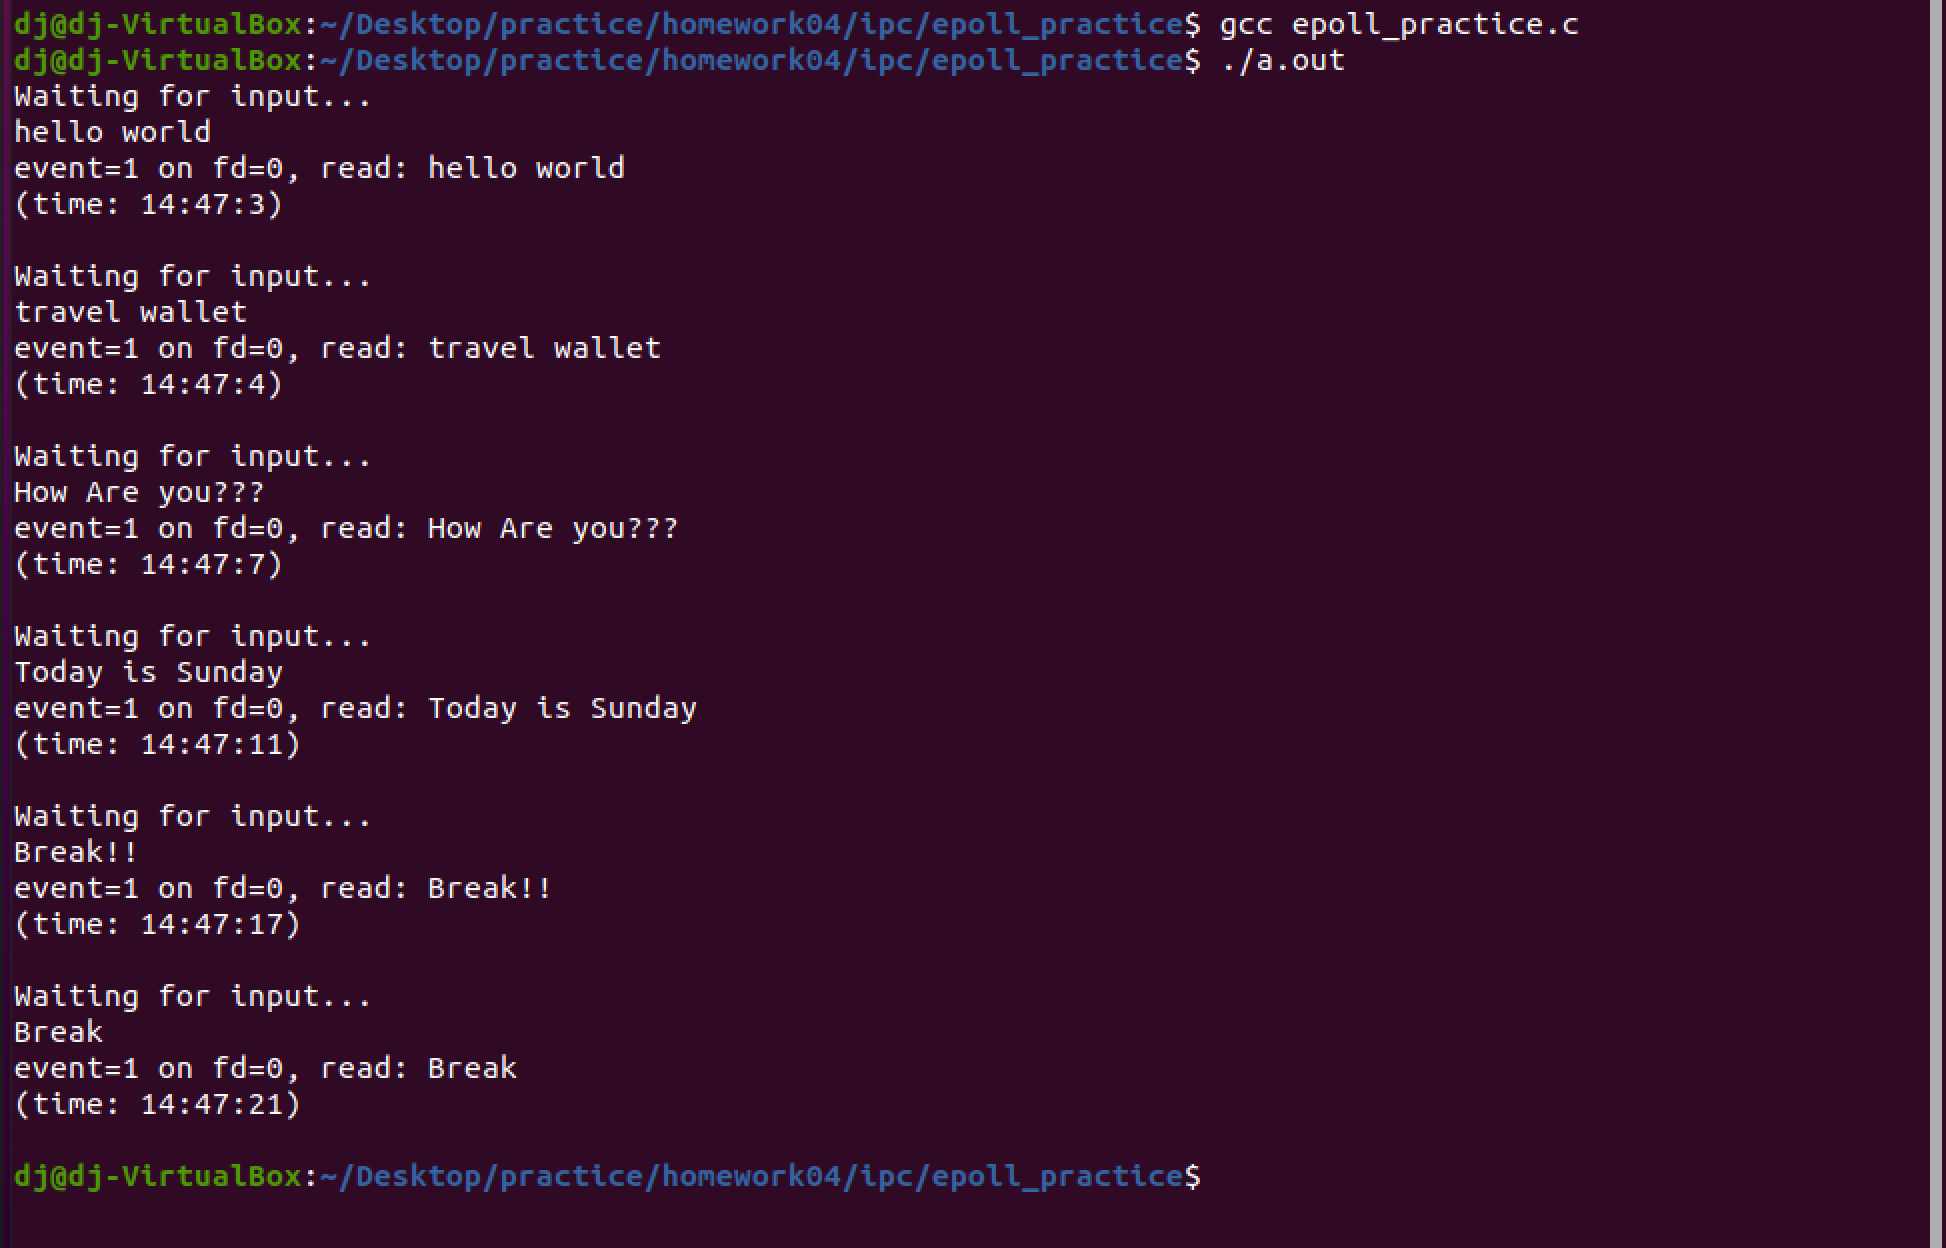 dj@dj-VirtualBox:~/Desktop/practice/homework04/ipc/epoll_practice$ gcc epoll_practice.c
dj@dj-VirtualBox:~/Desktop/practice/homework04/ipc/epoll_practice$ ./a.out
Waiting for input...
hello world
event=1 on fd=0, read: hello world
(time: 14:47:3)

Waiting for input...
travel wallet
event=1 on fd=0, read: travel wallet
(time: 14:47:4)

Waiting for input...
How Are you???
event=1 on fd=0, read: How Are you???
(time: 14:47:7)

Waiting for input...
Today is Sunday
event=1 on fd=0, read: Today is Sunday
(time: 14:47:11)

Waiting for input...
Break!!
event=1 on fd=0, read: Break!!
(time: 14:47:17)

Waiting for input...
Break
event=1 on fd=0, read: Break
(time: 14:47:21)

dj@dj-VirtualBox:~/Desktop/practice/homework04/ipc/epoll_practice$